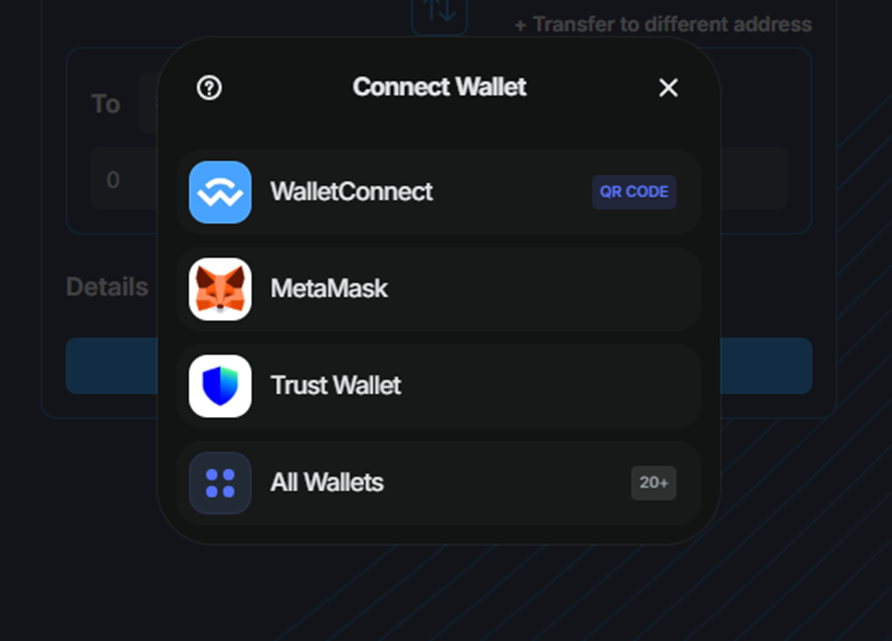 + Transfer to different address
Connect Wallet
To
WalletConnect
QR CODE
0
MetaMask
Details
Trust Wallet
All Wallets
20+